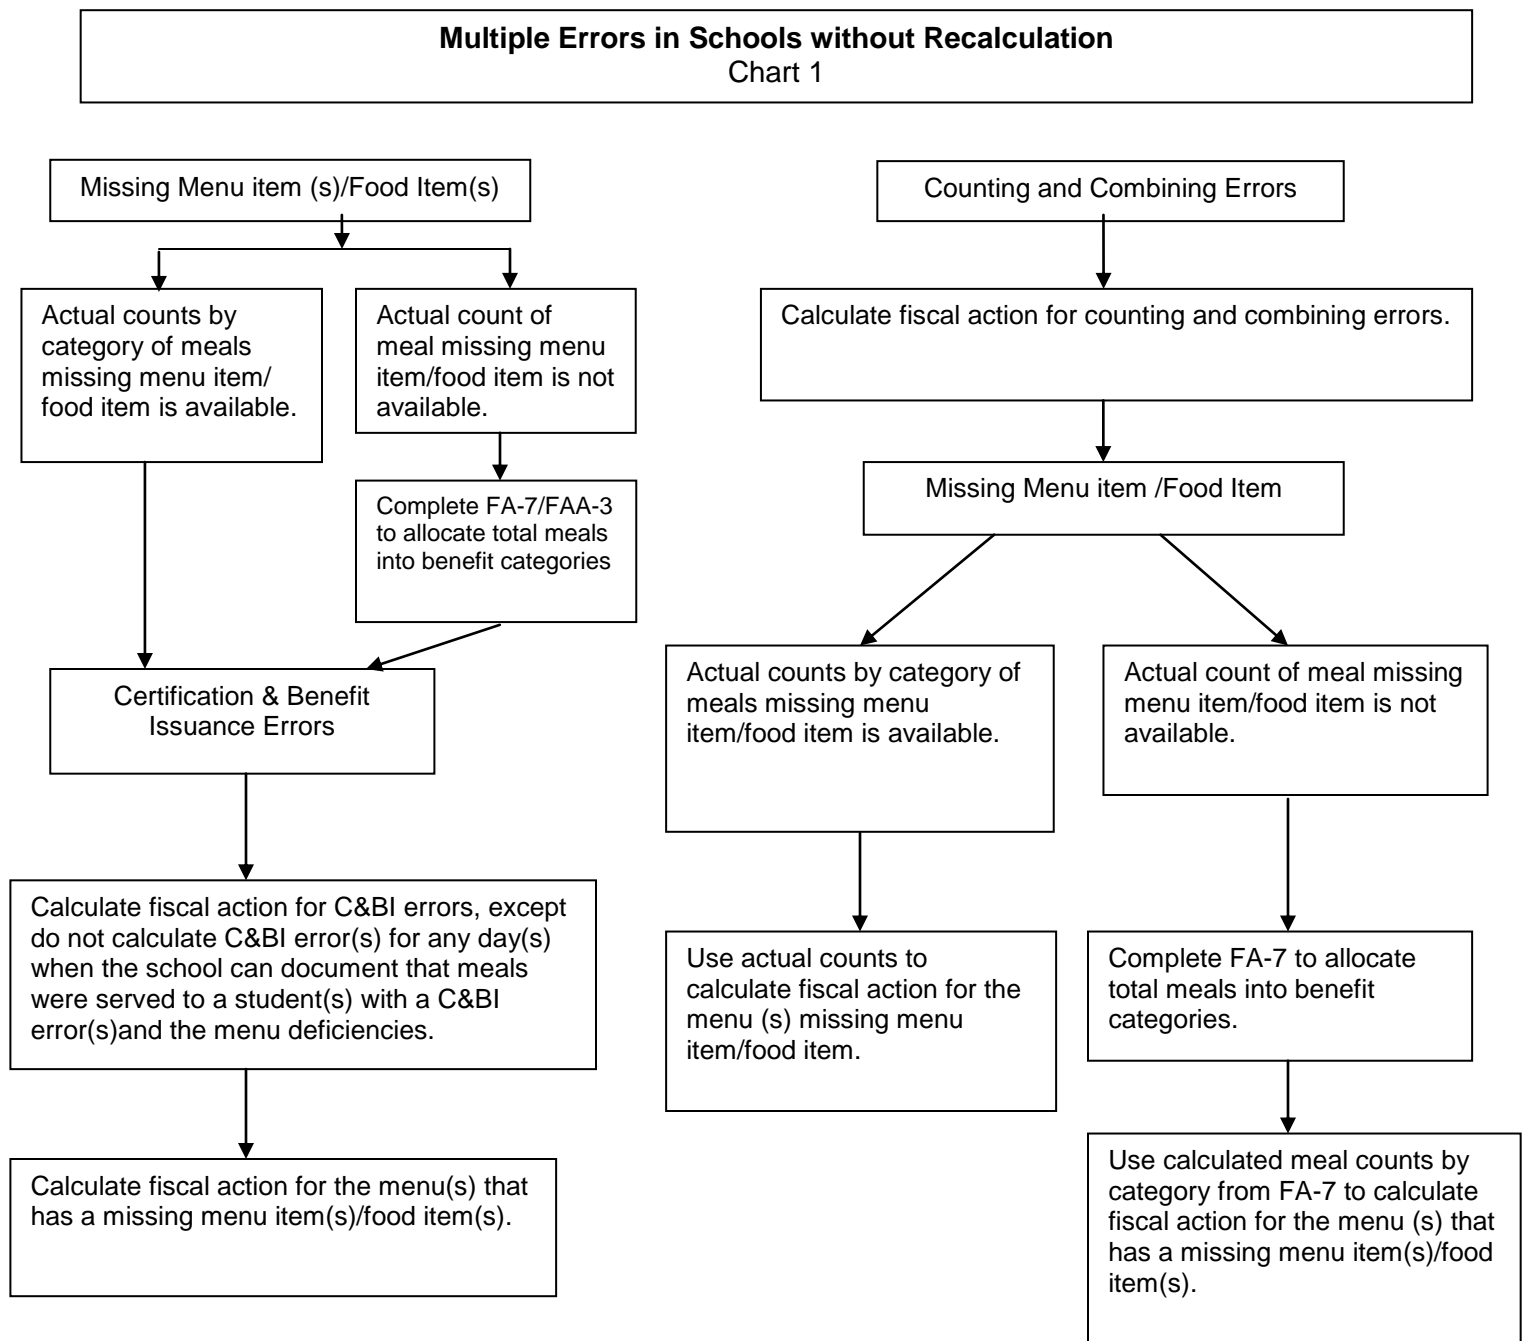 Multiple Errors in Schools without Recalculation
Chart 1
Missing Menu item (s)/Food Item(s)
Actual counts by
category of meals
missing menu item/
food item is available.
Actual count of
meal missing menu
item/food item is not
available.
Complete FA-7/FAA-3
to allocate total meals
into benefit categories
Certification & Benefit
Issuance Errors
Calculate fiscal action for C&BI errors, except
do not calculate C&BI error(s) for any day(s)
when the school can document that meals
were served to a student(s) with a C&BI
error(s)and the menu deficiencies.
Calculate fiscal action for the menu(s) that
has a missing menu item(s)/food item(s).
Counting and Combining Errors
Calculate fiscal action for counting and combining errors.
Missing Menu item /Food Item
Actual counts by category of
meals missing menu
item/food item is available.
Use actual counts to
calculate fiscal action for the
menu (s) missing menu
item/food item.
Actual count of meal missing
menu item/food item is not
available.
Complete FA-7 to allocate
total meals into benefit
categories.
Use calculated meal counts by
category from FA-7 to calculate
fiscal action for the menu (s) that
has a missing menu item(s)/food
item(s).